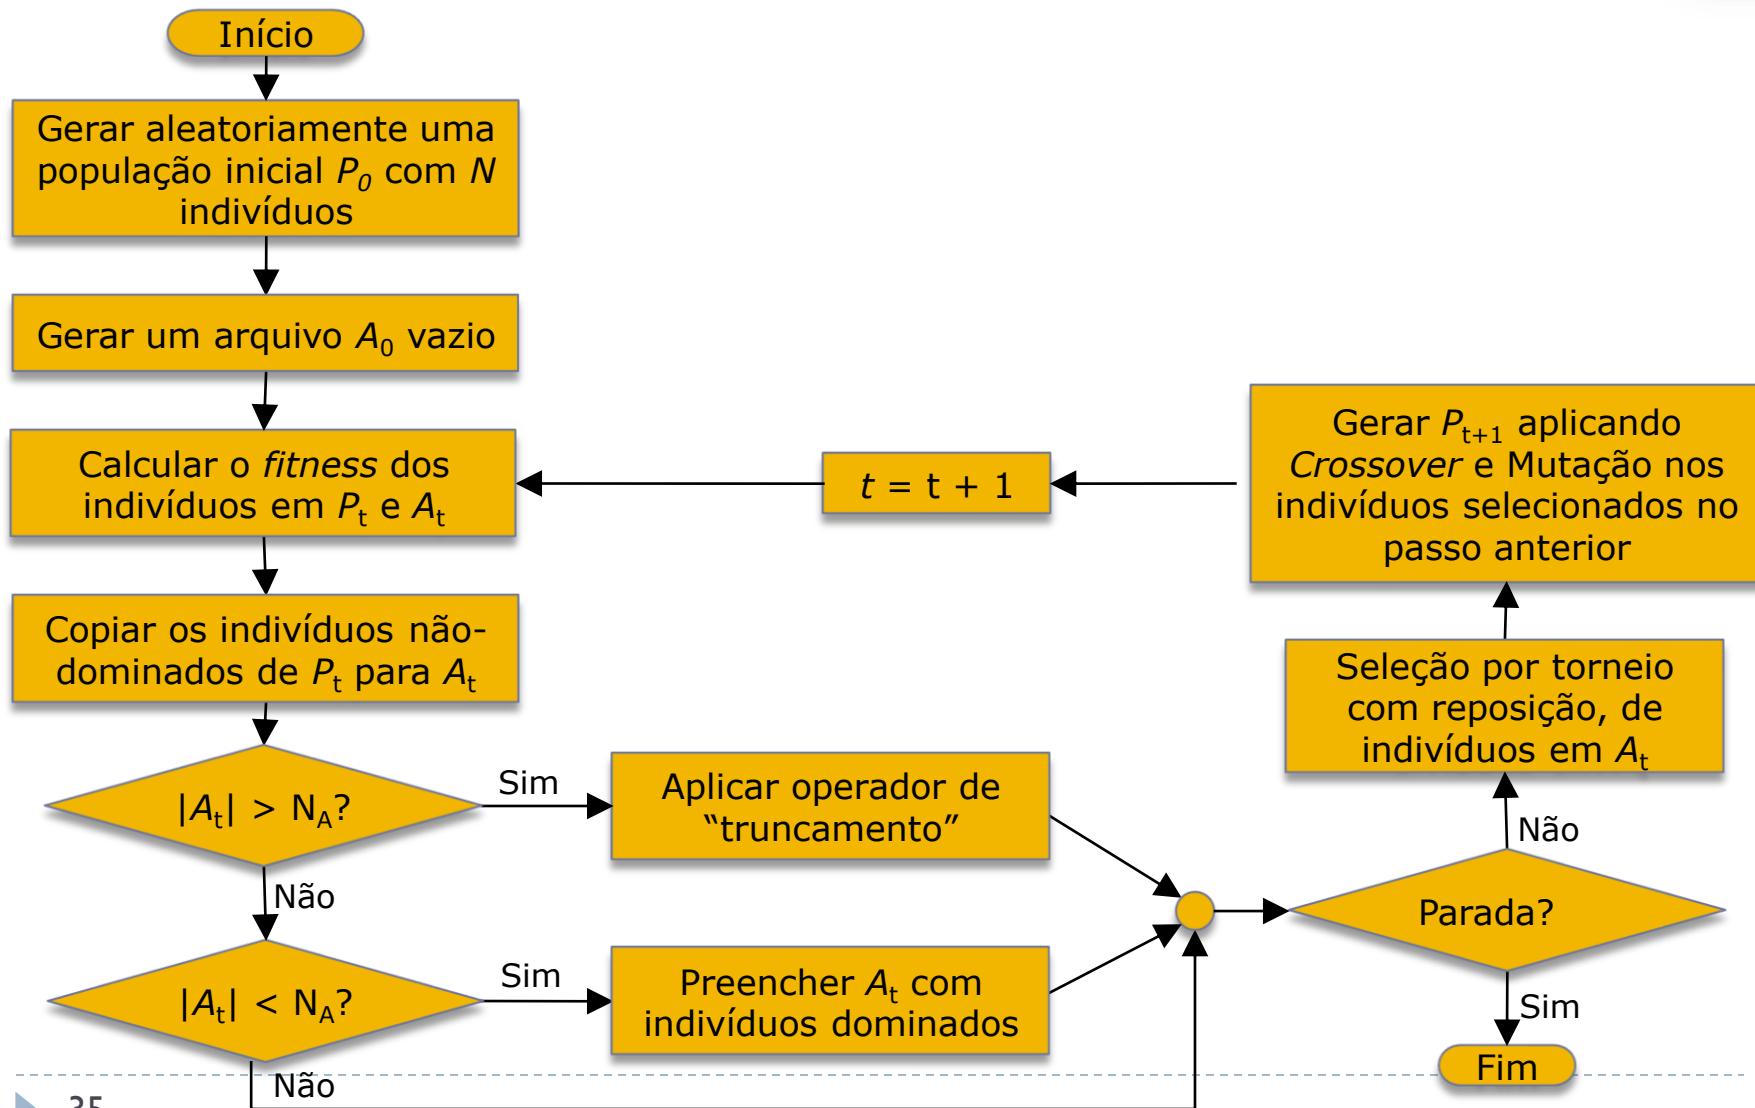 Início
Gerar aleatoriamente uma
população inicial P0 com N
indivíduos
Gerar um arquivo A0 vazio
Calcular o fitness dos
indivíduos em Pt e At
Copiar os indivíduos não-
dominados de Pt para At
|At| > NA?
Sim
Aplicar operador de
“truncamento”
Não
|At| < NA?
Sim
Preencher At com
indivíduos dominados
Não
Parada?
Não
Sim
Fim
Seleção por torneio
com reposição, de
indivíduos em At
Gerar Pt+1 aplicando
Crossover e Mutação nos
indivíduos selecionados no
passo anterior
t = t + 1
35